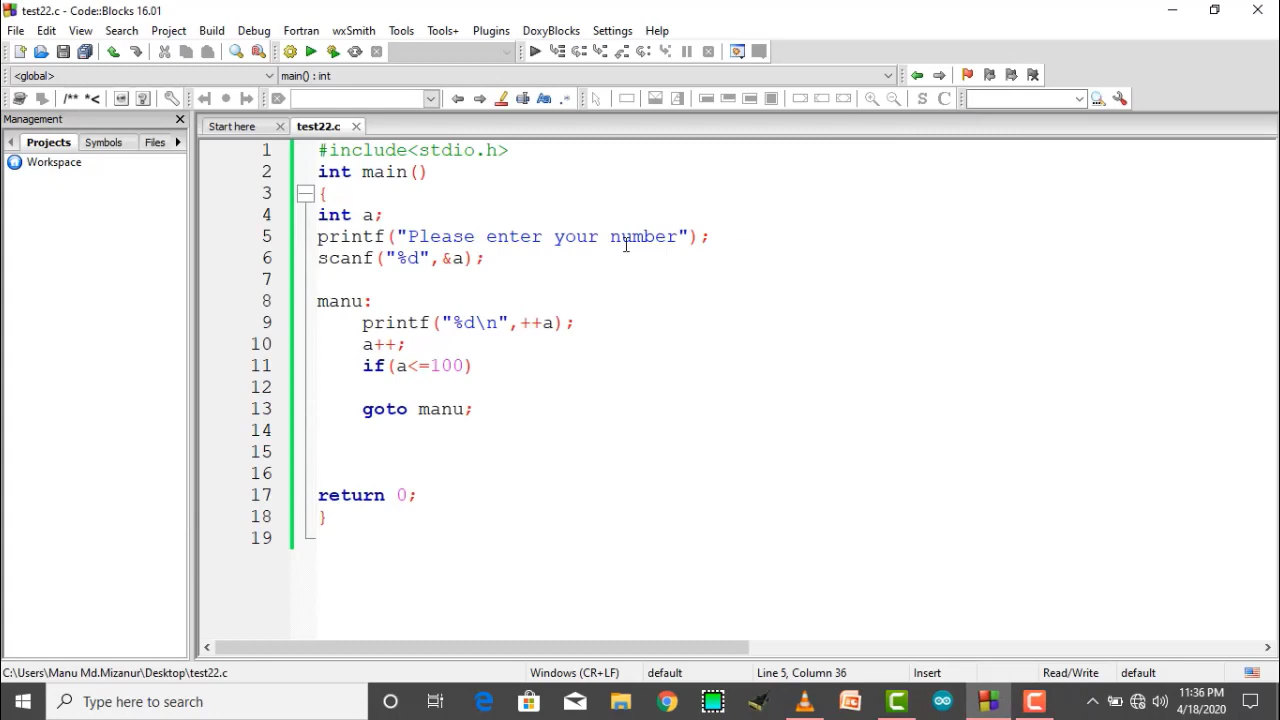 test22.c - Code::Blocks 16.01
File Edit View Search Project Build Debug Fortran wxSmith Tools Tools+ Plugins DoxyBlocks Settings Help
<global> main() : int
/** *< .* S C
Management
Projects Symbols Files
Workspace
Start here test22.c
1 #include<stdio.h>
2 int main()
3 {
4 int a;
5 printf("Please enter your number");
6 scanf("%d",&a);
7
8 manu:
9 printf("%d\n",++a);
10 a++;
11 if(a<=100)
12
13 goto manu;
14
15
16
17 return 0;
18 }
19
C:\Users\Manu Md.Mizanur\Desktop\test22.c Windows (CR+LF) default Line 5, Column 36 Insert Read/Write default
Type here to search
11:36 PM
4/18/2020